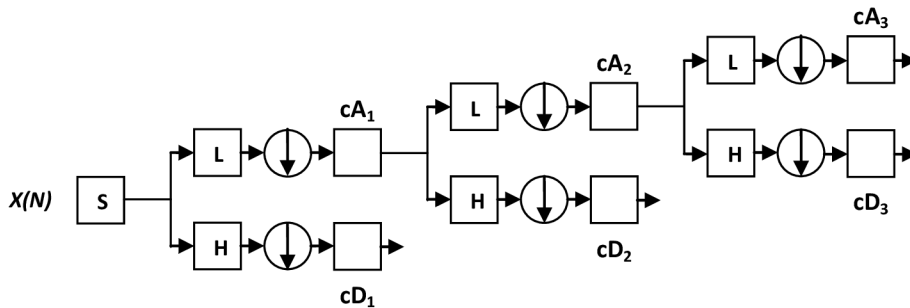 cA₃
L
cA₂
L
cA₁
H
L
cD₃
X(N) S
H
cD₂
H
cD₁